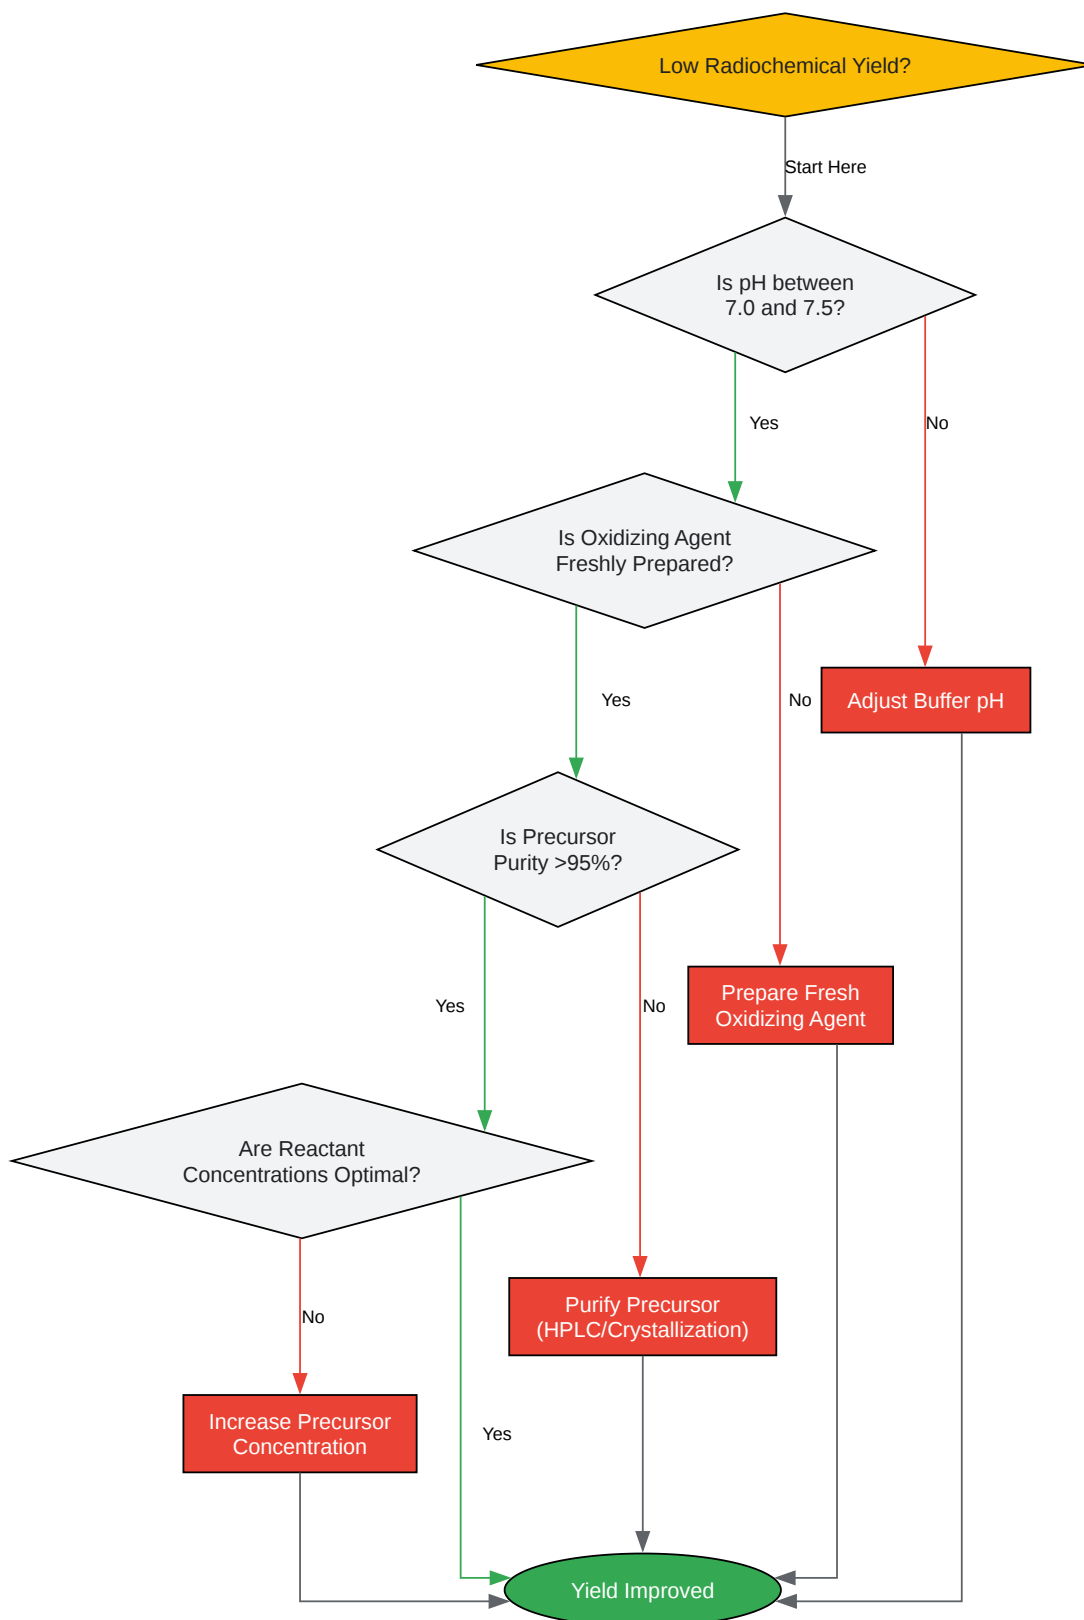 Low Radiochemical Yield?
Start Here
Is pH between
7.0 and 7.5?
Yes
No
Is Oxidizing Agent
Freshly Prepared?
Yes
No
Adjust Buffer pH
Is Precursor
Purity >95%?
Yes
No
Prepare Fresh
Oxidizing Agent
Are Reactant
Concentrations Optimal?
No
Purify Precursor
(HPLC/Crystallization)
Increase Precursor
Concentration
Yes
Yield Improved